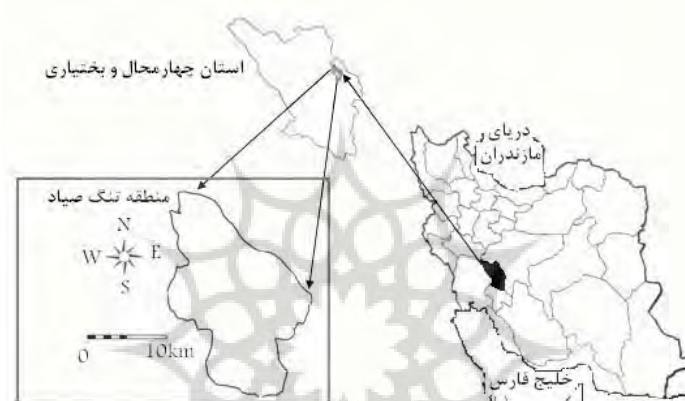 استان چهارمحال و بختیاری
دریای
مازندران
منطقه تنگ صیاد
N
W E
S
0 10km
خلیج فارس